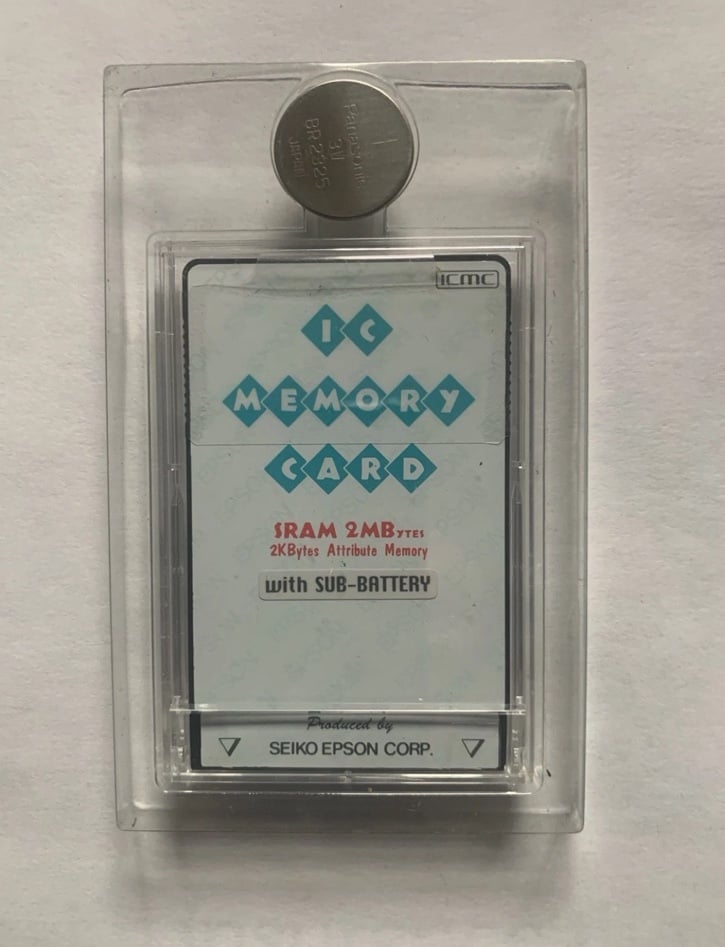 Panasonic
3V
BR2325
JAPAN
ICMC
IC
MEMORY
CARD
SRAM 2MBYTES
2KBytes Attribute Memory
with SUB-BATTERY
Produced by
SEIKO EPSON CORP.